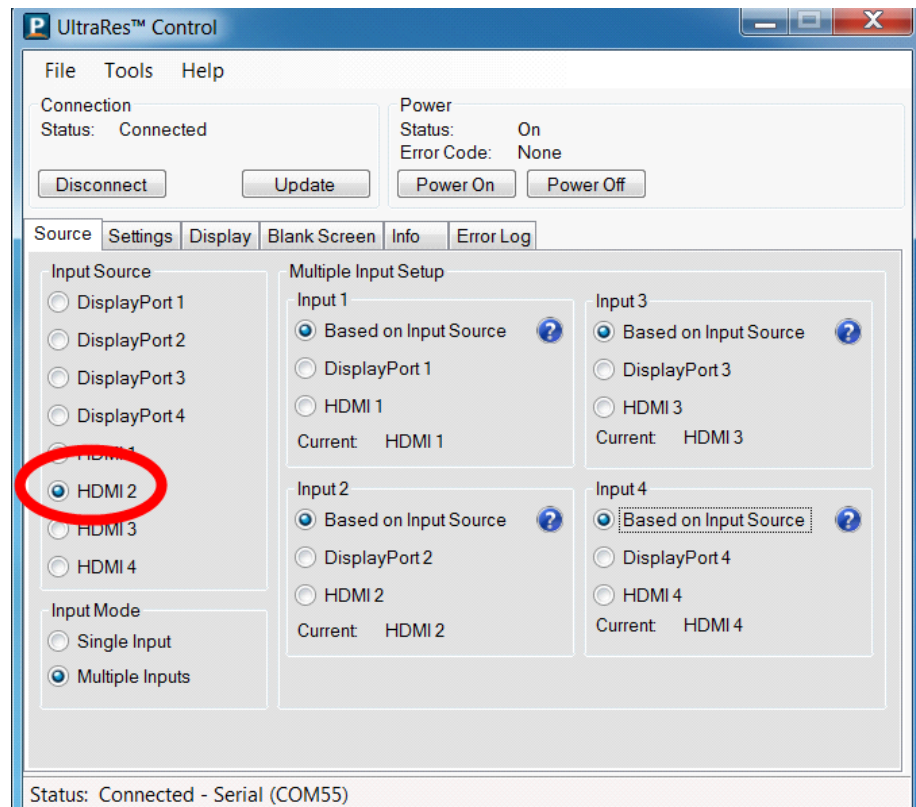 UltraRes™ Control
File Tools Help
Connection
Status: Connected
Disconnect Update
Power
Status: On
Error Code: None
Power On Power Off
Source Settings Display Blank Screen Info Error Log
Input Source
DisplayPort 1
DisplayPort 2
DisplayPort 3
DisplayPort 4
HDMI 1
HDMI 2
HDMI 3
HDMI 4
Input Mode
Single Input
Multiple Inputs
Multiple Input Setup
Input 1
Based on Input Source ?
DisplayPort 1
HDMI 1
Current: HDMI 1
Input 2
Based on Input Source ?
DisplayPort 2
HDMI 2
Current: HDMI 2
Input 3
Based on Input Source ?
DisplayPort 3
HDMI 3
Current: HDMI 3
Input 4
Based on Input Source ?
DisplayPort 4
HDMI 4
Current: HDMI 4
Status: Connected - Serial (COM55)